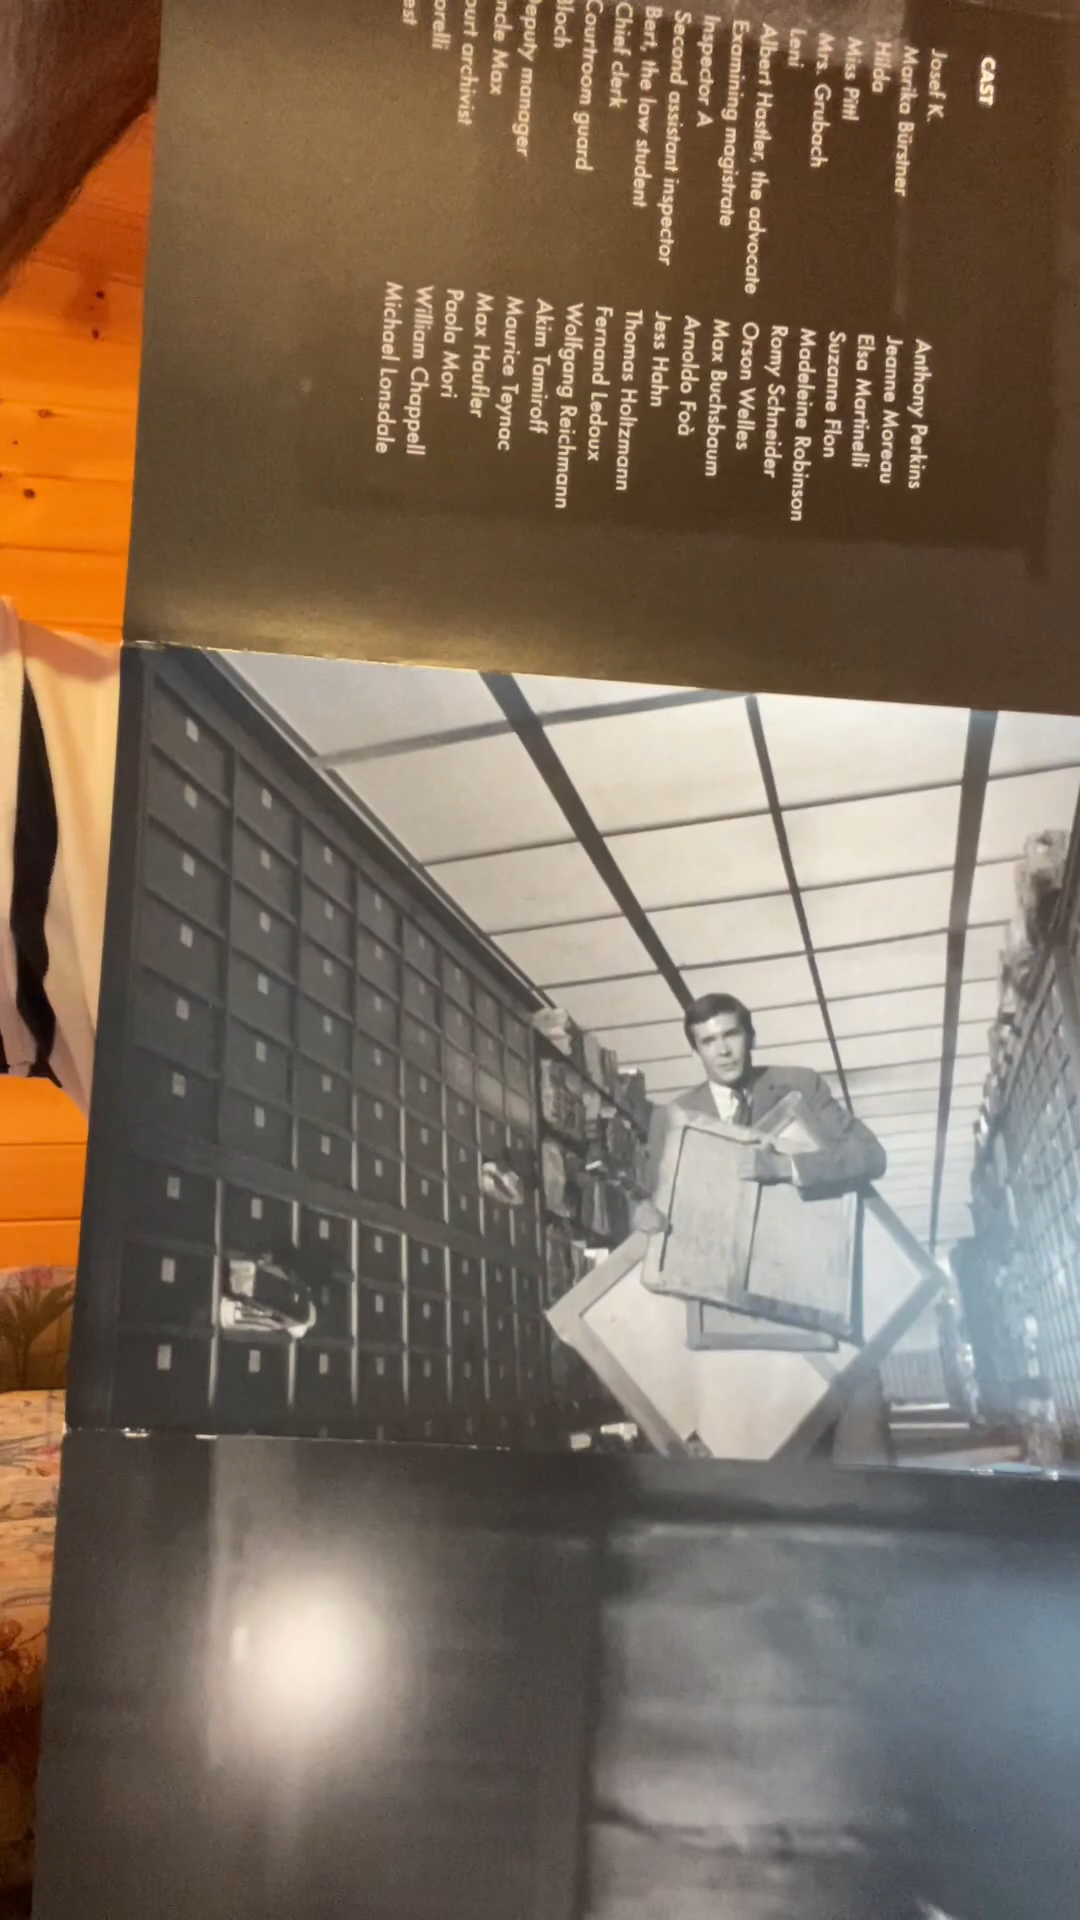 CAST
Josef K. Anthony Perkins
Marika Bürstner Jeanne Moreau
Hilda Elsa Martinelli
Miss Pittl Suzanne Flon
Mrs. Grubach Madeleine Robinson
Leni Romy Schneider
Albert Hastler, the advocate Orson Welles
Examining magistrate Max Buchsbaum
Inspector A Arnoldo Foà
Second assistant inspector Jess Hahn
Bert, the law student Thomas Holtzmann
Chief clerk Fernand Ledoux
Courtroom guard Wolfgang Reichmann
Bloch Akim Tamiroff
eputy manager Maurice Teynac
ncle Max Max Haufler
ourt archivist Paola Mori
orelli William Chappell
est Michael Lonsdale